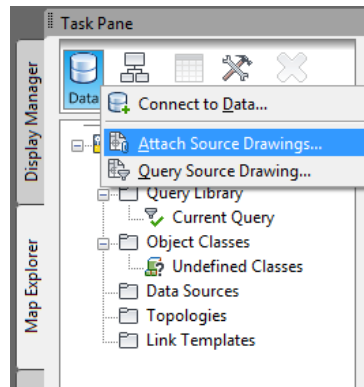 Task Pane
Data
Connect to Data...
Attach Source Drawings...
Query Source Drawing...
Query Library
Current Query
Object Classes
Undefined Classes
Data Sources
Topologies
Link Templates
Display Manager
Map Explorer